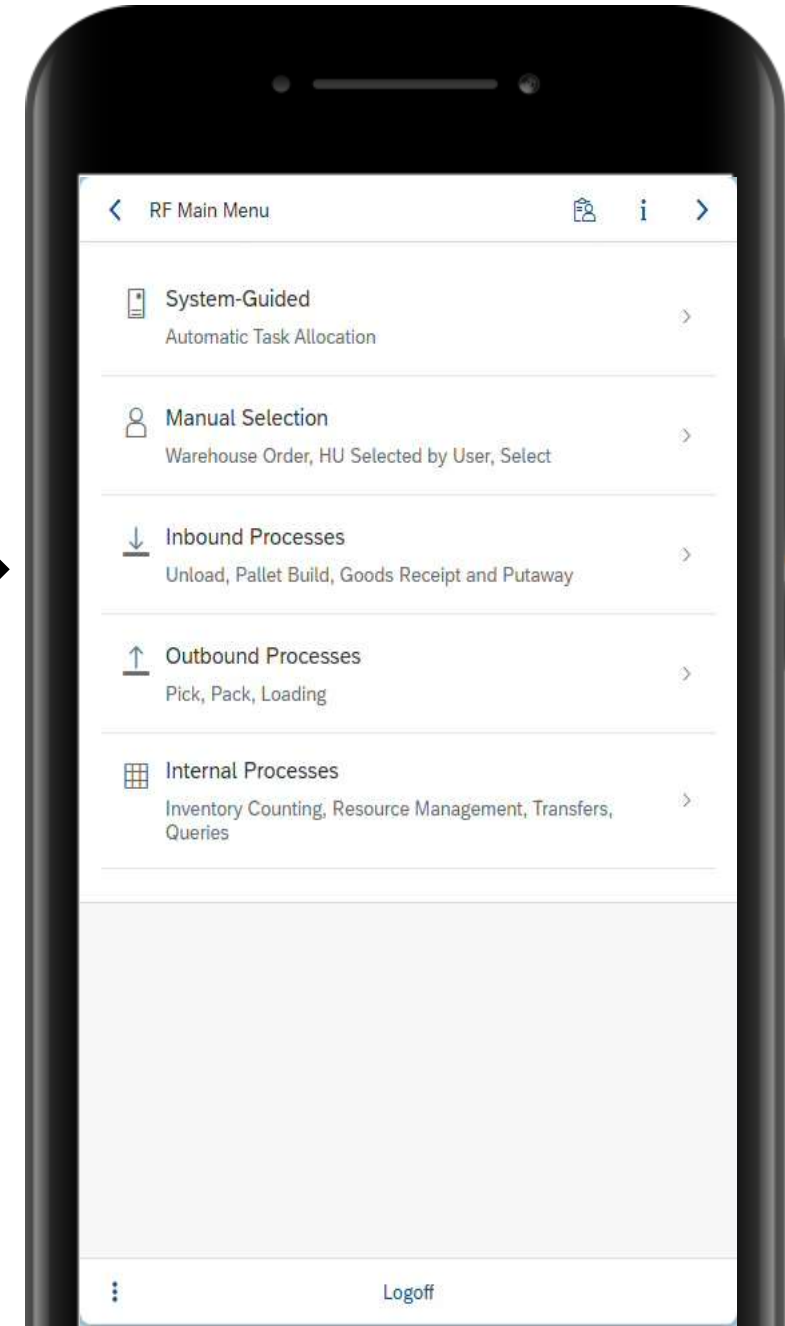 RF Main Menu
System-Guided
Automatic Task Allocation
Manual Selection
Warehouse Order, HU Selected by User, Select
Inbound Processes
Unload, Pallet Build, Goods Receipt and Putaway
Outbound Processes
Pick, Pack, Loading
Internal Processes
Inventory Counting, Resource Management, Transfers,
Queries
Logoff